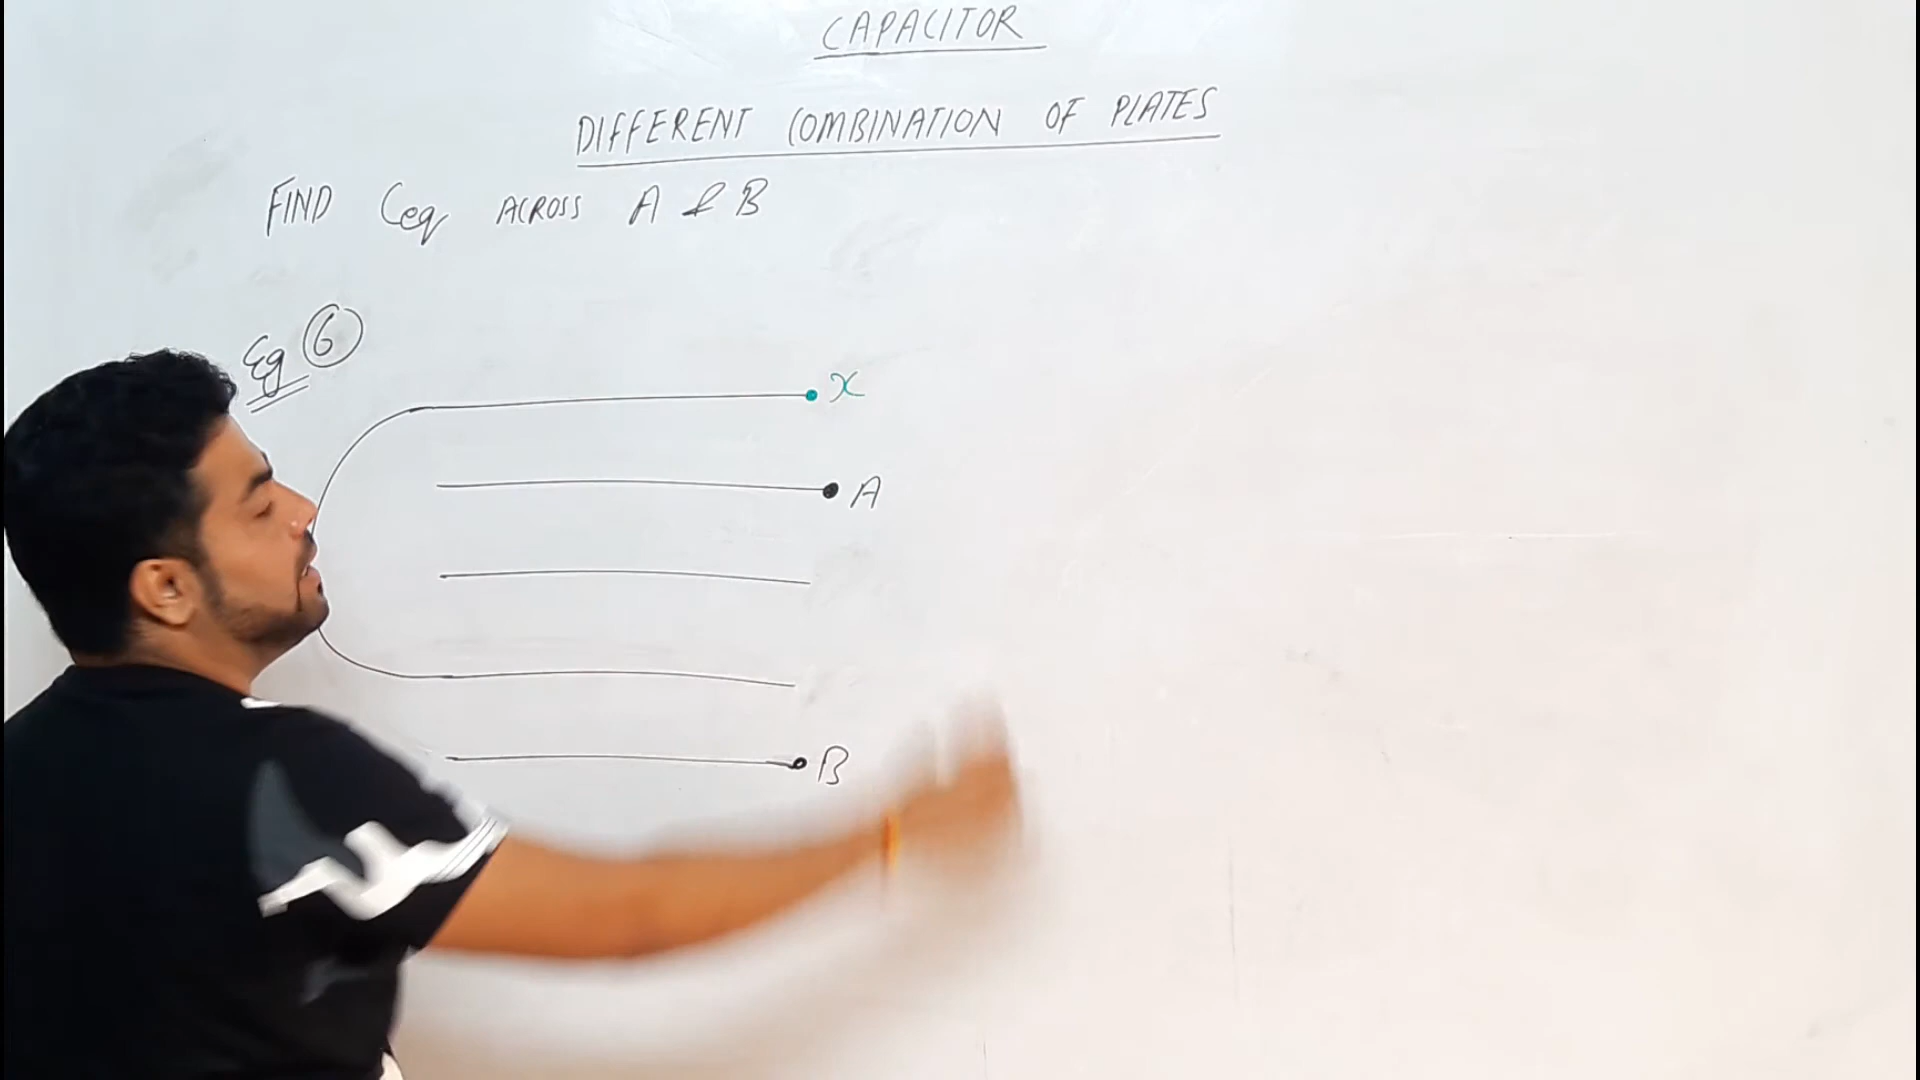 CAPACITOR
DIFFERENT COMBINATION OF PLATES
FIND Ceq ACROSS A & B
Eg 6
x
A
B